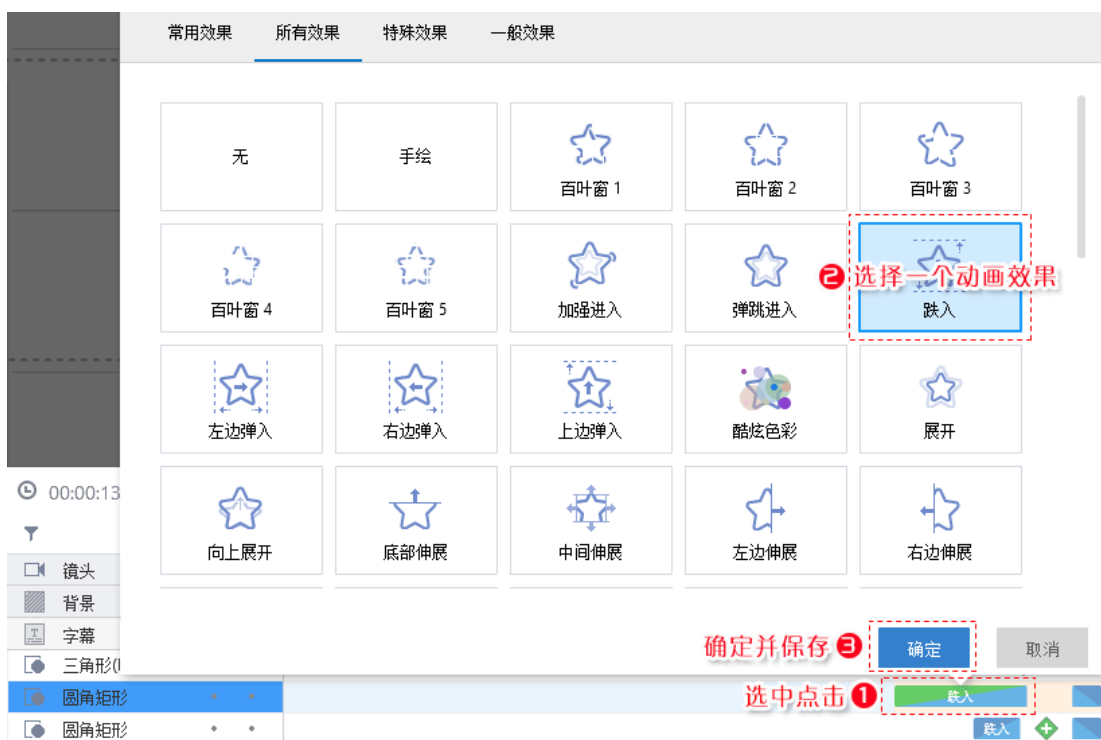 常用效果 所有效果 特殊效果 一般效果
无 手绘 百叶窗 1 百叶窗 2 百叶窗 3
百叶窗 4 百叶窗 5 加强进入 弹跳进入 跌入
2 选择一个动画效果
左边弹入 右边弹入 上边弹入 酷炫色彩 展开
00:00:13
向上展开 底部伸展 中间伸展 左边伸展 右边伸展
镜头
背景
字幕
确定并保存 3 确定 取消
三角形(
圆角矩形 选中点击 1 跌入
圆角矩形 跌入